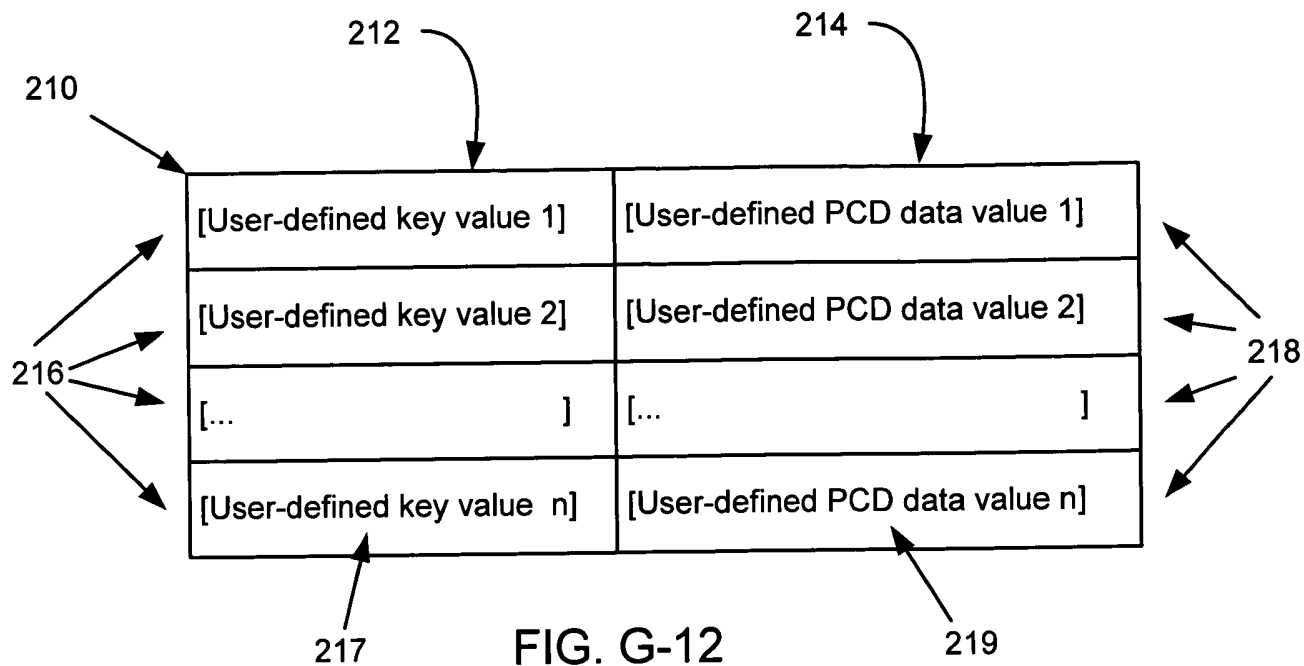 212
214
210
[User-defined key value 1] [User-defined PCD data value 1]
[User-defined key value 2] [User-defined PCD data value 2]
216
218
[... ] [... ]
[User-defined key value n] [User-defined PCD data value n]
217
FIG. G-12
219